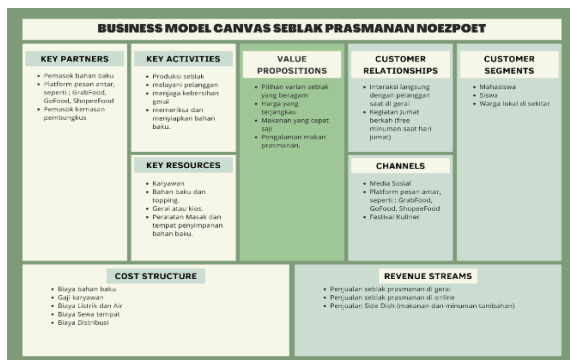 BUSINESS MODEL CANVAS SEBLAK PRASMANAN NOEZPOET
KEY PARTNERS
• Pemasok bahan baku
• Platform pesan antar,
seperti ; GrabFood,
GoFood, ShopeeFood
• Pemasok kemasan
pembungkus
KEY ACTIVITIES
• Produksi seblak
• melayani pelanggan
• menjaga kebersihan
gerai
• memeriksa dan
menyiapkan bahan
baku.
KEY RESOURCES
• Karyawan
• Bahan baku dan
topping.
• Gerai atau kios.
• Peralatan Masak dan
tempat penyimpanan
bahan baku.
VALUE
PROPOSITIONS
• Pilihan varian seblak
yang beragam
• Harga yang
terjangkau
• Makanan yang cepat
saji
• Pengalaman makan
prasmanan.
CUSTOMER
RELATIONSHIPS
• Interaksi langsung
dengan pelanggan
saat di gerai
• Kegiatan Jumat
berkah (free
minuman saat hari
jumat)
CHANNELS
• Media Sosial
• Platform pesan antar,
seperti ; GrabFood,
GoFood, ShopeeFood
• Festival Kuliner
CUSTOMER
SEGMENTS
• Mahasiswa
• Siswa
• Warga lokal di sekitar
COST STRUCTURE
• Biaya bahan baku
• Gaji karyawan
• Biaya Listrik dan Air
• Biaya Sewa tempat
• Biaya Distribusi
REVENUE STREAMS
• Penjualan seblak prasmanan di gerai
• Penjualan seblak prasmanan di online
• Penjualan Side Dish (makanan dan minuman tambahan)